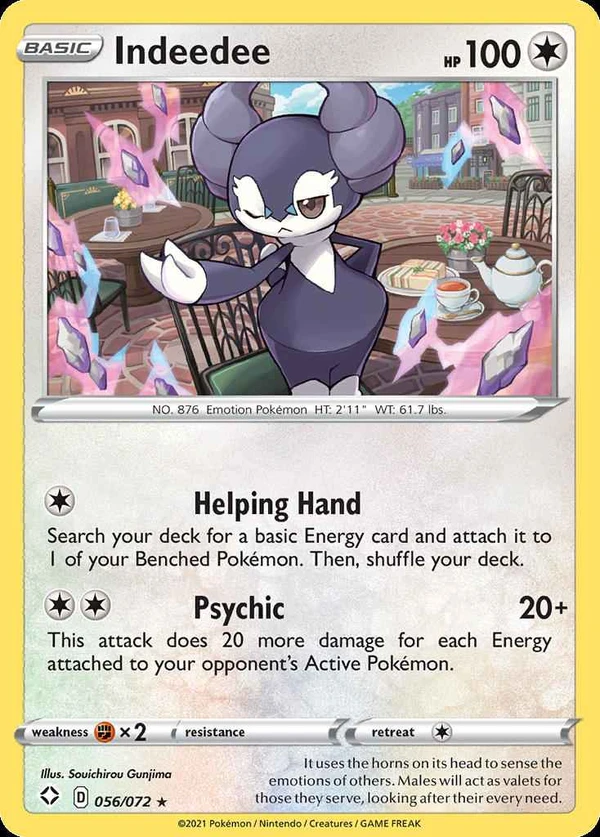 BASIC Indeedee HP 100
NO. 876 Emotion Pokémon HT: 2'11" WT: 61.7 lbs.
Helping Hand
Search your deck for a basic Energy card and attach it to
1 of your Benched Pokémon. Then, shuffle your deck.
Psychic 20+
This attack does 20 more damage for each Energy
attached to your opponent's Active Pokémon.
weakness ×2 resistance retreat
Illus. Souichirou Gunjima
It uses the horns on its head to sense the
emotions of others. Males will act as valets for
those they serve, looking after their every need.
D 056/072 ★
©2021 Pokémon / Nintendo / Creatures / GAME FREAK